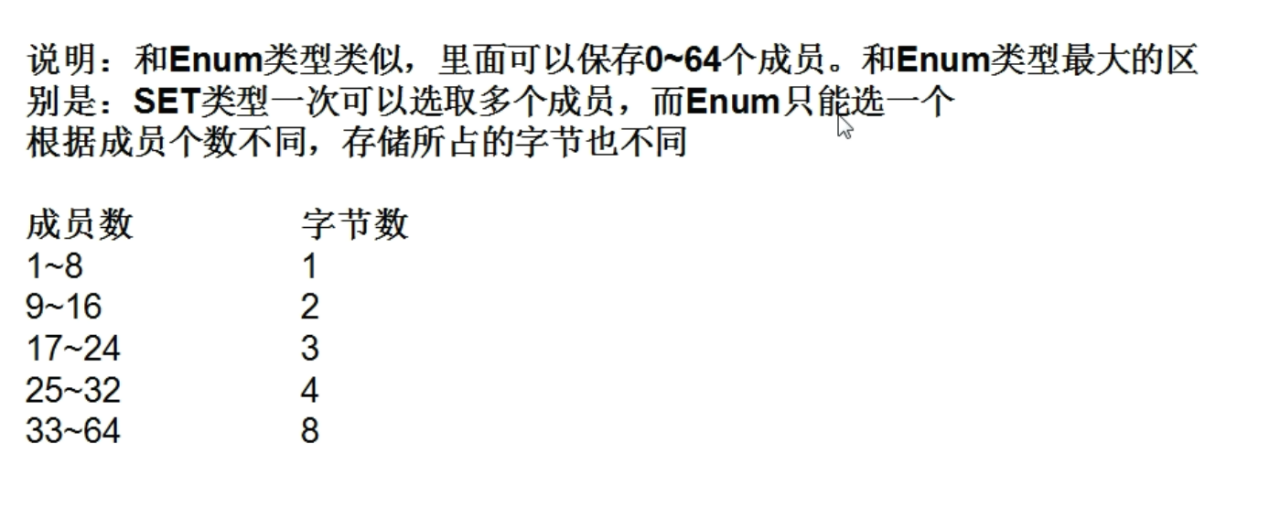 说明：和Enum类型类似，里面可以保存0~64个成员。和Enum类型最大的区
别是：SET类型一次可以选取多个成员，而Enum只能选一个
根据成员个数不同，存储所占的字节也不同
成员数 字节数
1~8 1
9~16 2
17~24 3
25~32 4
33~64 8